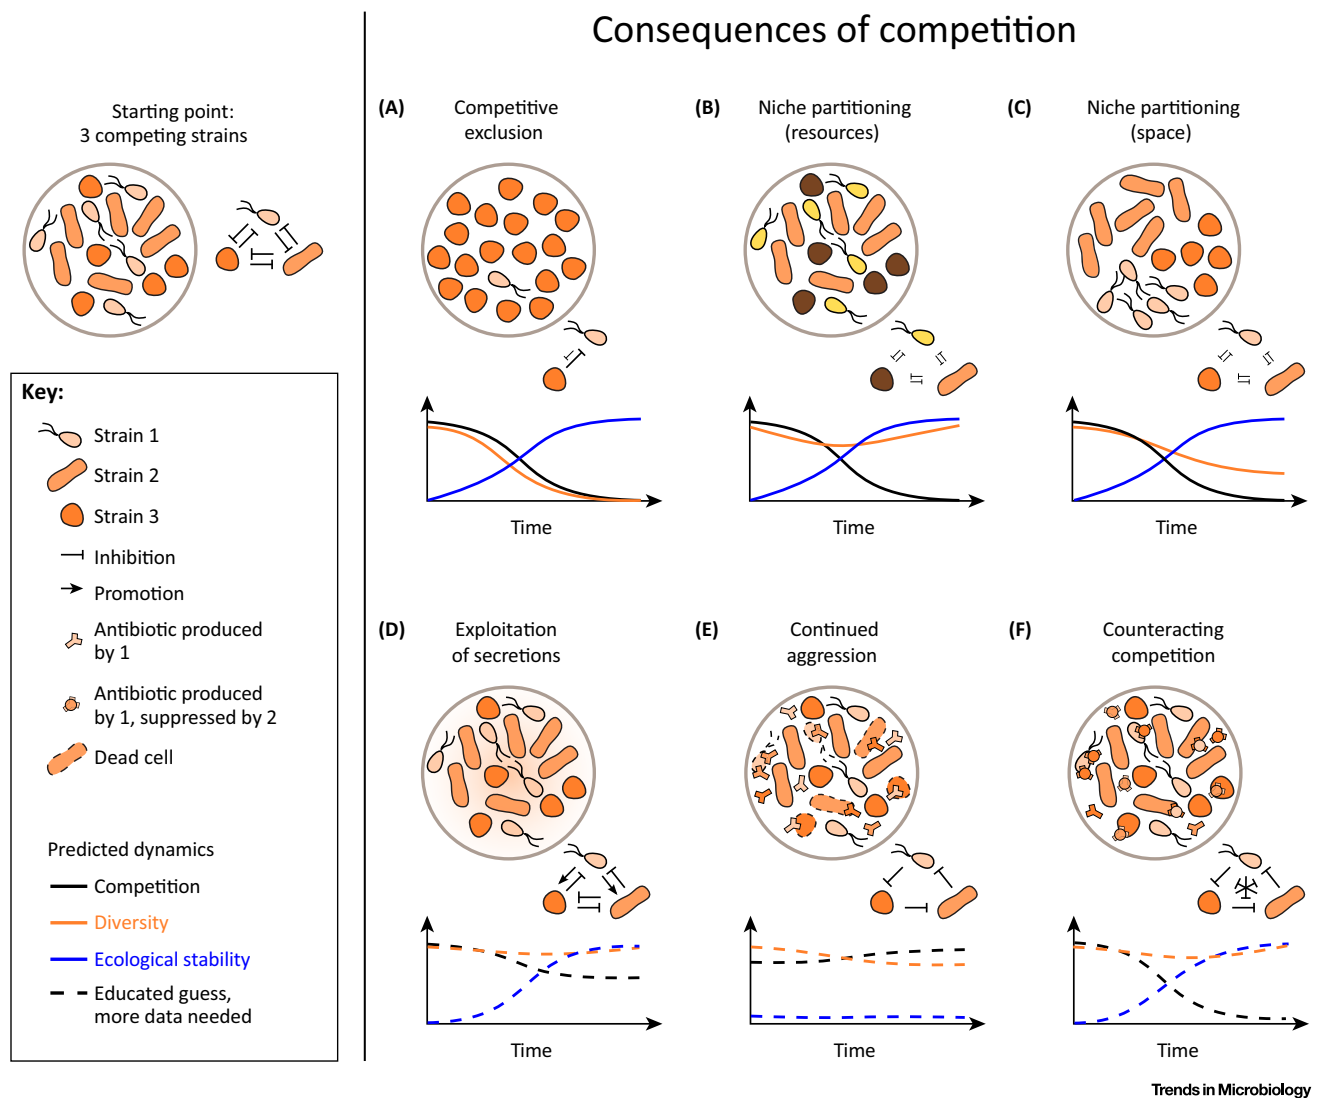 Consequences of competition
Starting point:
3 competing strains
Key:
Strain 1
Strain 2
Strain 3
Inhibition
Promotion
Antibiotic produced
by 1
Antibiotic produced
by 1, suppressed by 2
Dead cell
Predicted dynamics
Competition
Diversity
Ecological stability
Educated guess,
more data needed
(A) Competitive
exclusion
Time
(B) Niche partitioning
(resources)
Time
(C) Niche partitioning
(space)
Time
(D) Exploitation
of secretions
Time
(E) Continued
aggression
Time
(F) Counteracting
competition
Time
Trends in Microbiology